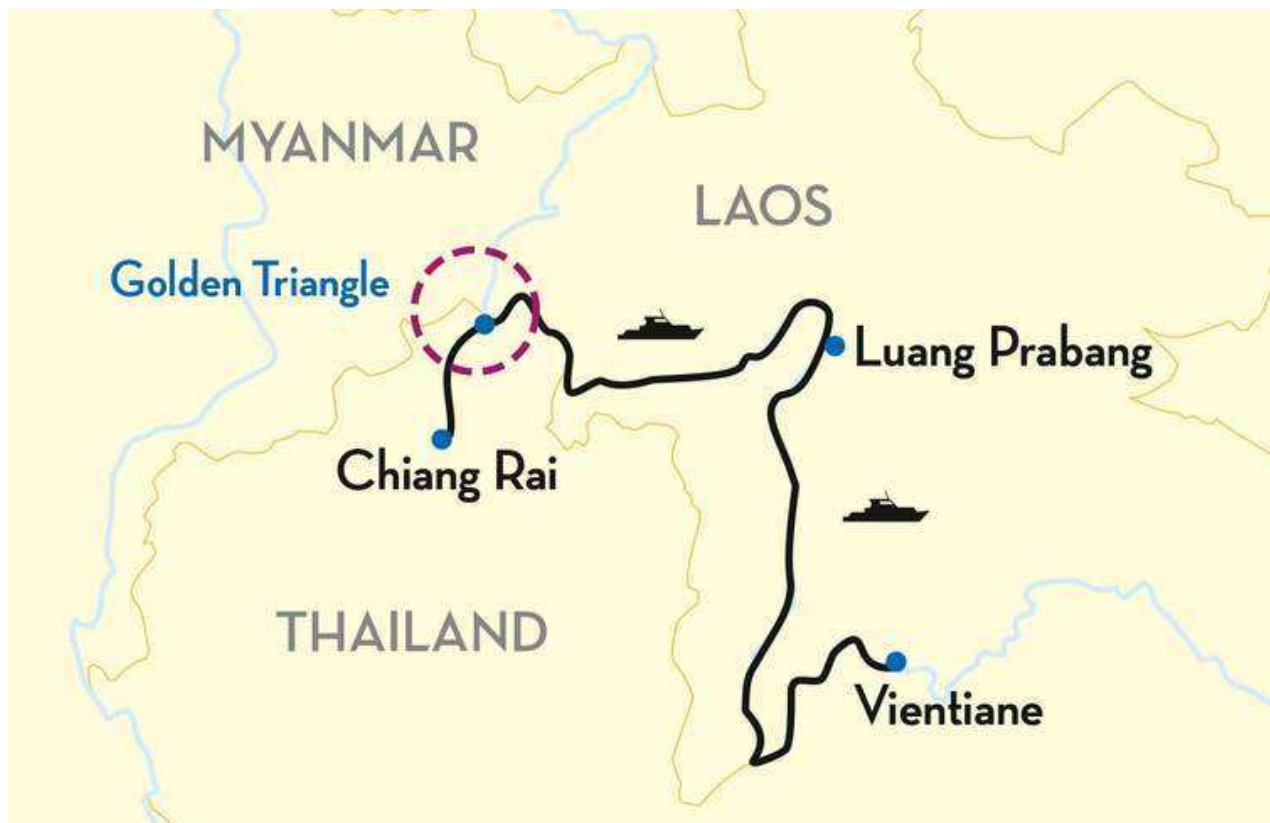 MYANMAR
LAOS
Golden Triangle
Luang Prabang
Chiang Rai
THAILAND
Vientiane